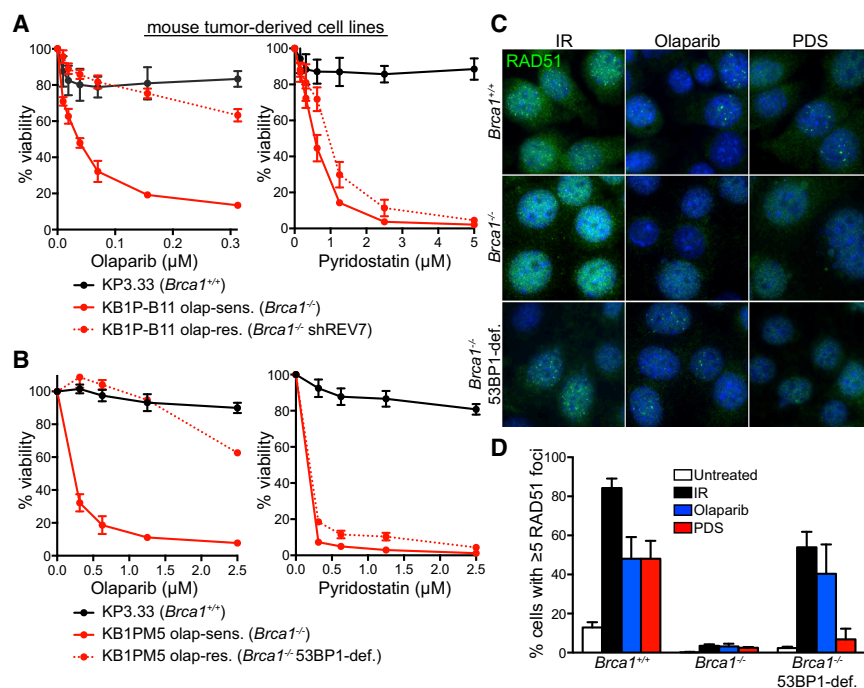 A
mouse tumor-derived cell lines
% viability
100
80
60
40
20
0
0.0
0.1
0.2
0.3
Olaparib (µM)
% viability
100
80
60
40
20
0
0
1
2
3
4
5
Pyridostatin (µM)
KP3.33 (Brca1+/+)
KB1P-B11 olap-sens. (Brca1-/-)
KB1P-B11 olap-res. (Brca1-/- shREV7)
B
% viability
100
80
60
40
20
0
0.0
0.5
1.0
1.5
2.0
2.5
Olaparib (µM)
% viability
100
80
60
40
20
0
0.0
0.5
1.0
1.5
2.0
2.5
Pyridostatin (µM)
KP3.33 (Brca1+/+)
KB1PM5 olap-sens. (Brca1-/-)
KB1PM5 olap-res. (Brca1-/- 53BP1-def.)
C
IR
Olaparib
PDS
RAD51
Brca1+/+
Brca1-/-
Brca1-/-
53BP1-def.
D
% cells with ≥5 RAD51 foci
100
80
60
40
20
0
Untreated
IR
Olaparib
PDS
Brca1+/+
Brca1-/-
Brca1-/-
53BP1-def.